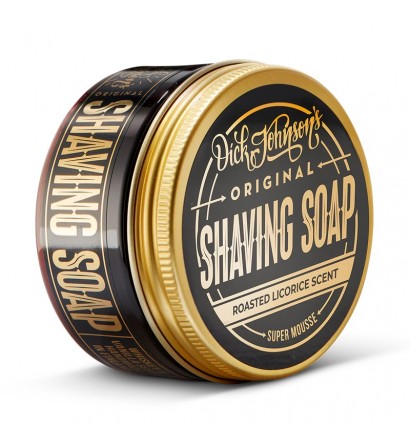 Dick Johnson's
ORIGINAL
SHAVING SOAP
ROASTED LICORICE SCENT
SUPER MOUSSE
ORIGINAL
SHAVING SOAP